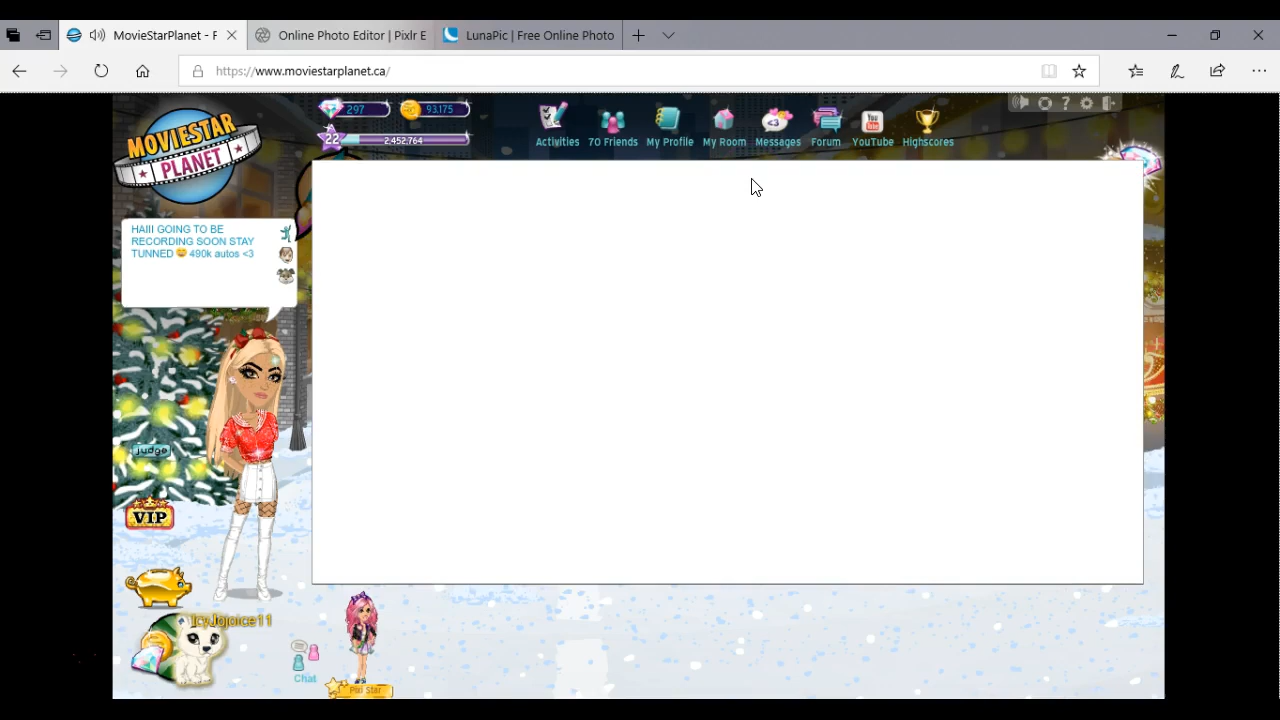 MovieStarPlanet - F
Online Photo Editor | Pixlr E
LunaPic | Free Online Photo
https://www.moviestarplanet.ca/
MOVIESTAR
PLANET
297
93.175
22
2,452,764
Activities
70 Friends
My Profile
My Room
Messages
Forum
YouTube
Highscores
HAIII GOING TO BE
RECORDING SOON STAY
TUNNED 😄 490k autos <3
judge
VIP
IcyJojoice11
Chat
Pixi Star